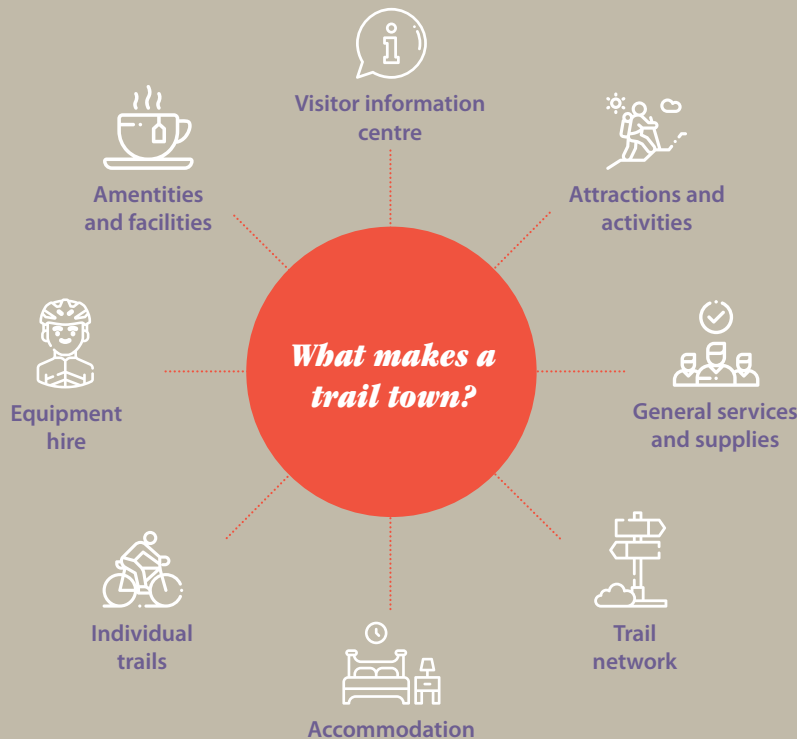 Visitor information
centre
Amentities
and facilities
Attractions and
activities
What makes a
trail town?
Equipment
hire
General services
and supplies
Individual
trails
Trail
network
Accommodation